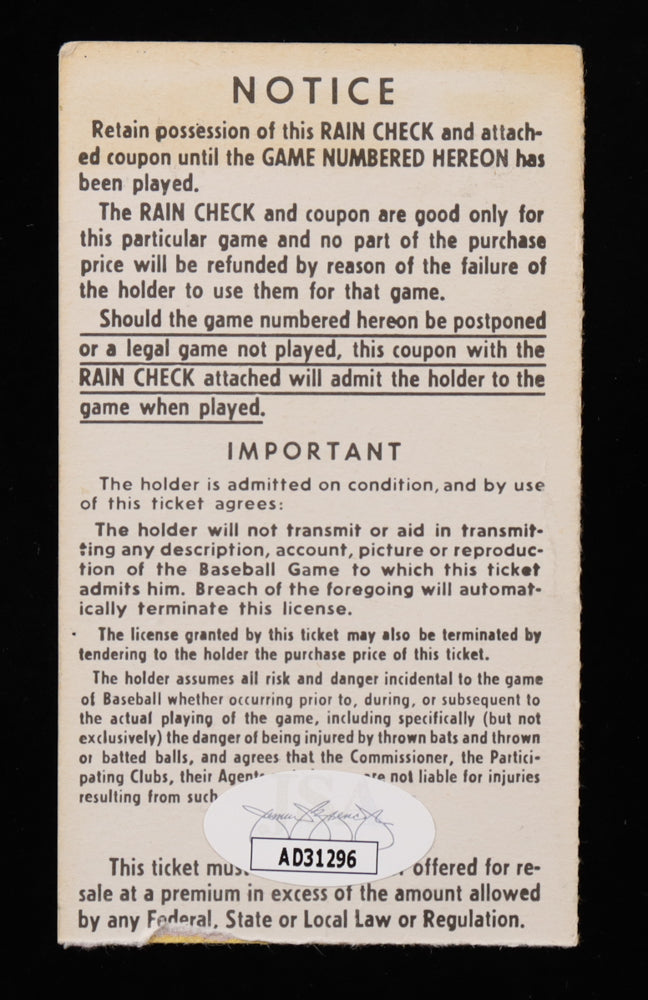 NOTICE
Retain possession of this RAIN CHECK and attach-
ed coupon until the GAME NUMBERED HEREON has
been played.
The RAIN CHECK and coupon are good only for
this particular game and no part of the purchase
price will be refunded by reason of the failure of
the holder to use them for that game.
Should the game numbered hereon be postponed
or a legal game not played, this coupon with the
RAIN CHECK attached will admit the holder to the
game when played.
IMPORTANT
The holder is admitted on condition, and by use
of this ticket agrees:
The holder will not transmit or aid in transmit-
ting any description, account, picture or reproduc-
tion of the Baseball Game to which this ticket
admits him. Breach of the foregoing will automat-
ically terminate this license.
The license granted by this ticket may also be terminated by
tendering to the holder the purchase price of this ticket.
The holder assumes all risk and danger incidental to the game
of Baseball whether occurring prior to, during, or subsequent to
the actual playing of the game, including specifically (but not
exclusively) the danger of being injured by thrown bats and thrown
or batted balls, and agrees that the Commissioner, the Partici-
pating Clubs, their Agents are not liable for injuries
resulting from such
JSA
AD31296
This ticket must offered for re-
sale at a premium in excess of the amount allowed
by any Federal, State or Local Law or Regulation.